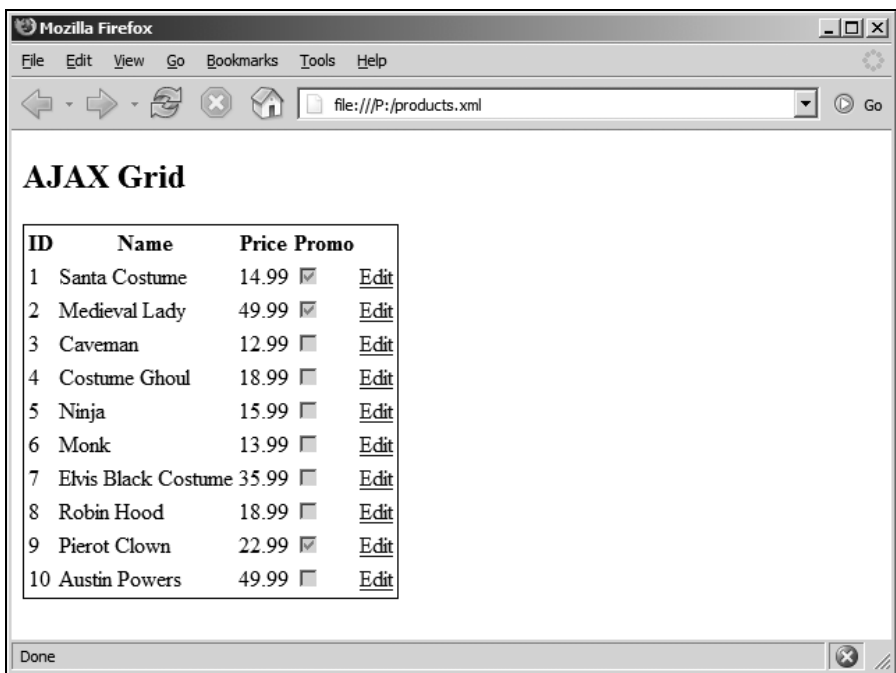 Mozilla Firefox
File Edit View Go Bookmarks Tools Help
file:///P:/products.xml Go
AJAX Grid
ID Name Price Promo
1 Santa Costume 14.99 Edit
2 Medieval Lady 49.99 Edit
3 Caveman 12.99 Edit
4 Costume Ghoul 18.99 Edit
5 Ninja 15.99 Edit
6 Monk 13.99 Edit
7 Elvis Black Costume 35.99 Edit
8 Robin Hood 18.99 Edit
9 Pierot Clown 22.99 Edit
10 Austin Powers 49.99 Edit
Done